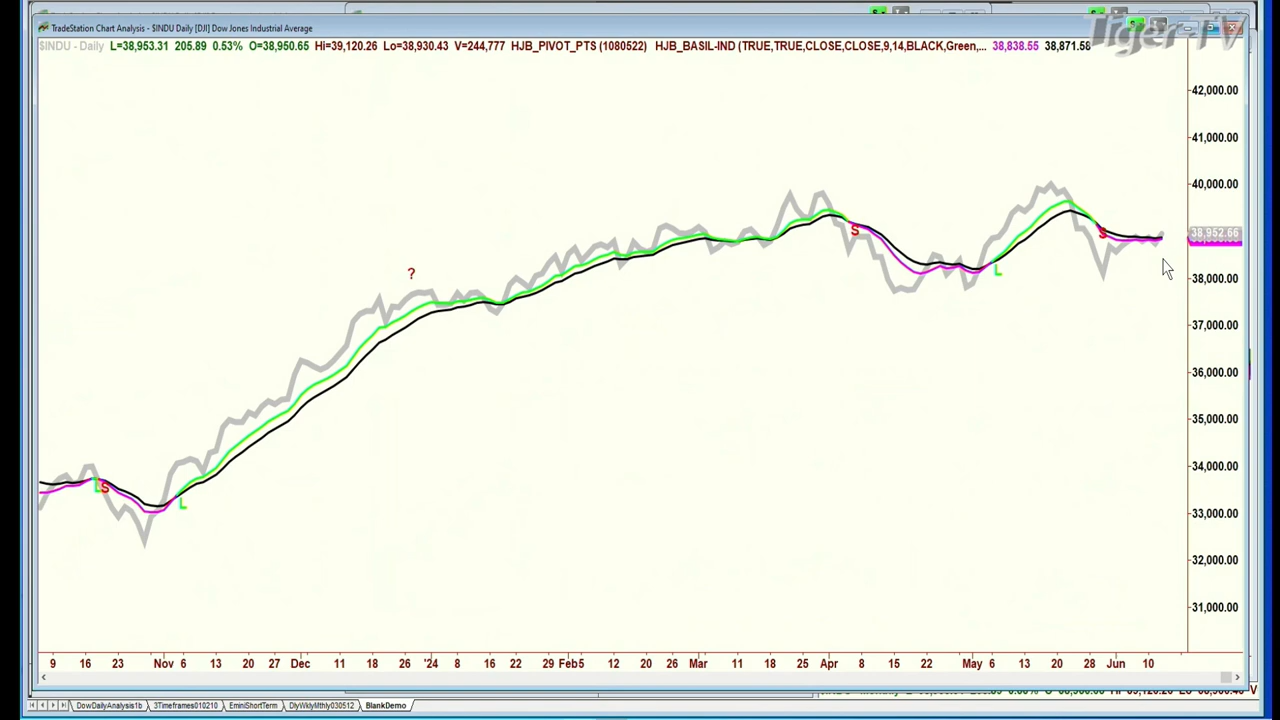 Tiger-TV
TradeStation Chart Analysis - $INDU Daily [DJI] Dow Jones Industrial Average
$INDU - Daily L=38,953.31 205.89 0.53% O=38,950.65 Hi=39,120.26 Lo=38,930.43 V=244,777 HJB_PIVOT_PTS (1080522) HJB_BASIL-IND (TRUE,TRUE,CLOSE,CLOSE,9,14,BLACK,Green,... 38,838.55 38,871.58
42,000.00
41,000.00
40,000.00
38,952.66
38,000.00
37,000.00
36,000.00
35,000.00
34,000.00
33,000.00
32,000.00
31,000.00
?
L S
L
S
L
S
9 16 23 Nov 6 13 20 27 Dec 11 18 26 '24 8 16 22 29 Feb 5 12 20 26 Mar 11 18 25 Apr 8 15 22 May 6 13 20 28 Jun 10
DowDailyAnalysis1b 3Timeframes010210 EminiShortTerm DlyWklyMthly030512 BlankDemo